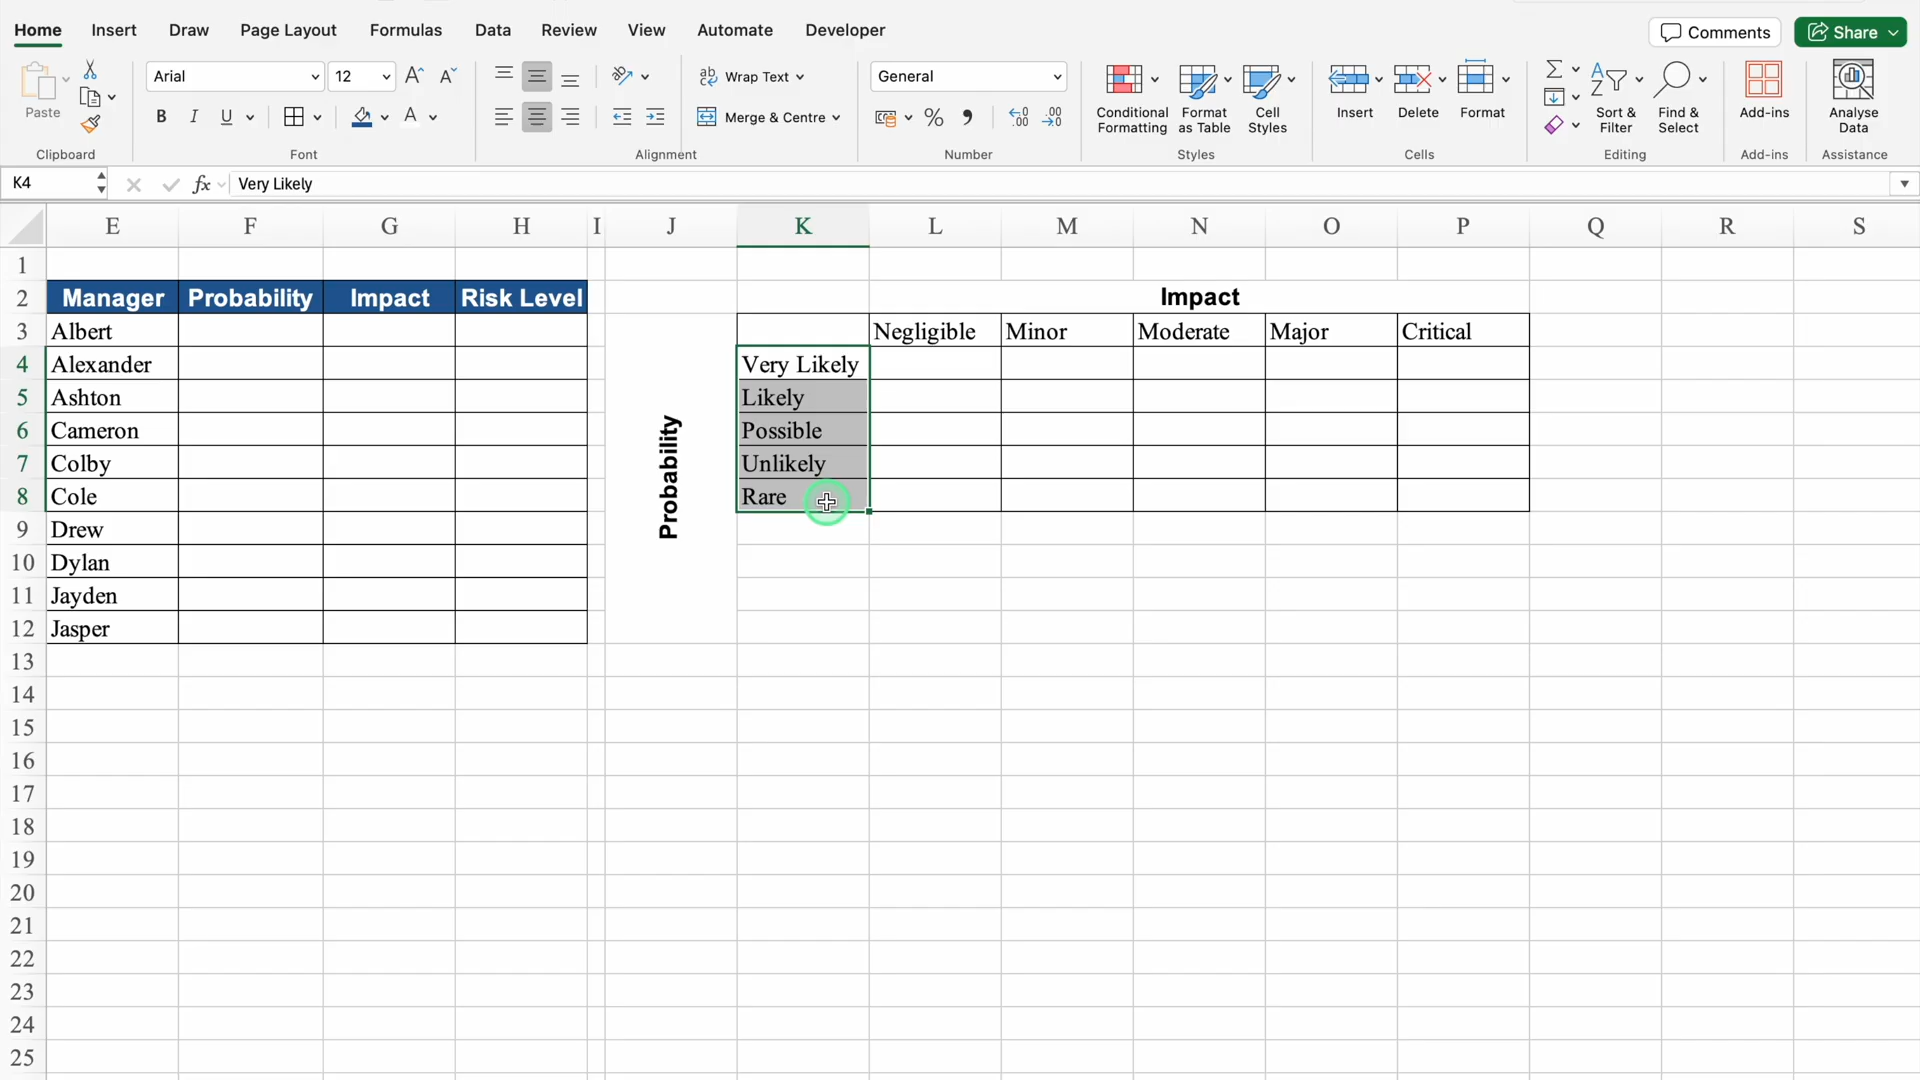 Home Insert Draw Page Layout Formulas Data Review View Automate Developer Comments Share
Paste Arial 12 Wrap Text General Conditional Formatting Format as Table Cell Styles Insert Delete Format Sort & Filter Find & Select Add-ins Analyse Data
B I U A Merge & Centre % ,
Clipboard Font Alignment Number Styles Cells Editing Add-ins Assistance
K4 fx Very Likely
E F G H I J K L M N O P Q R S
1
2 Manager Probability Impact Risk Level Impact
3 Albert Negligible Minor Moderate Major Critical
4 Alexander Very Likely
5 Ashton Likely
6 Cameron Possible
7 Colby Unlikely
8 Cole Rare
Probability
9 Drew
10 Dylan
11 Jayden
12 Jasper
13
14
15
16
17
18
19
20
21
22
23
24
25